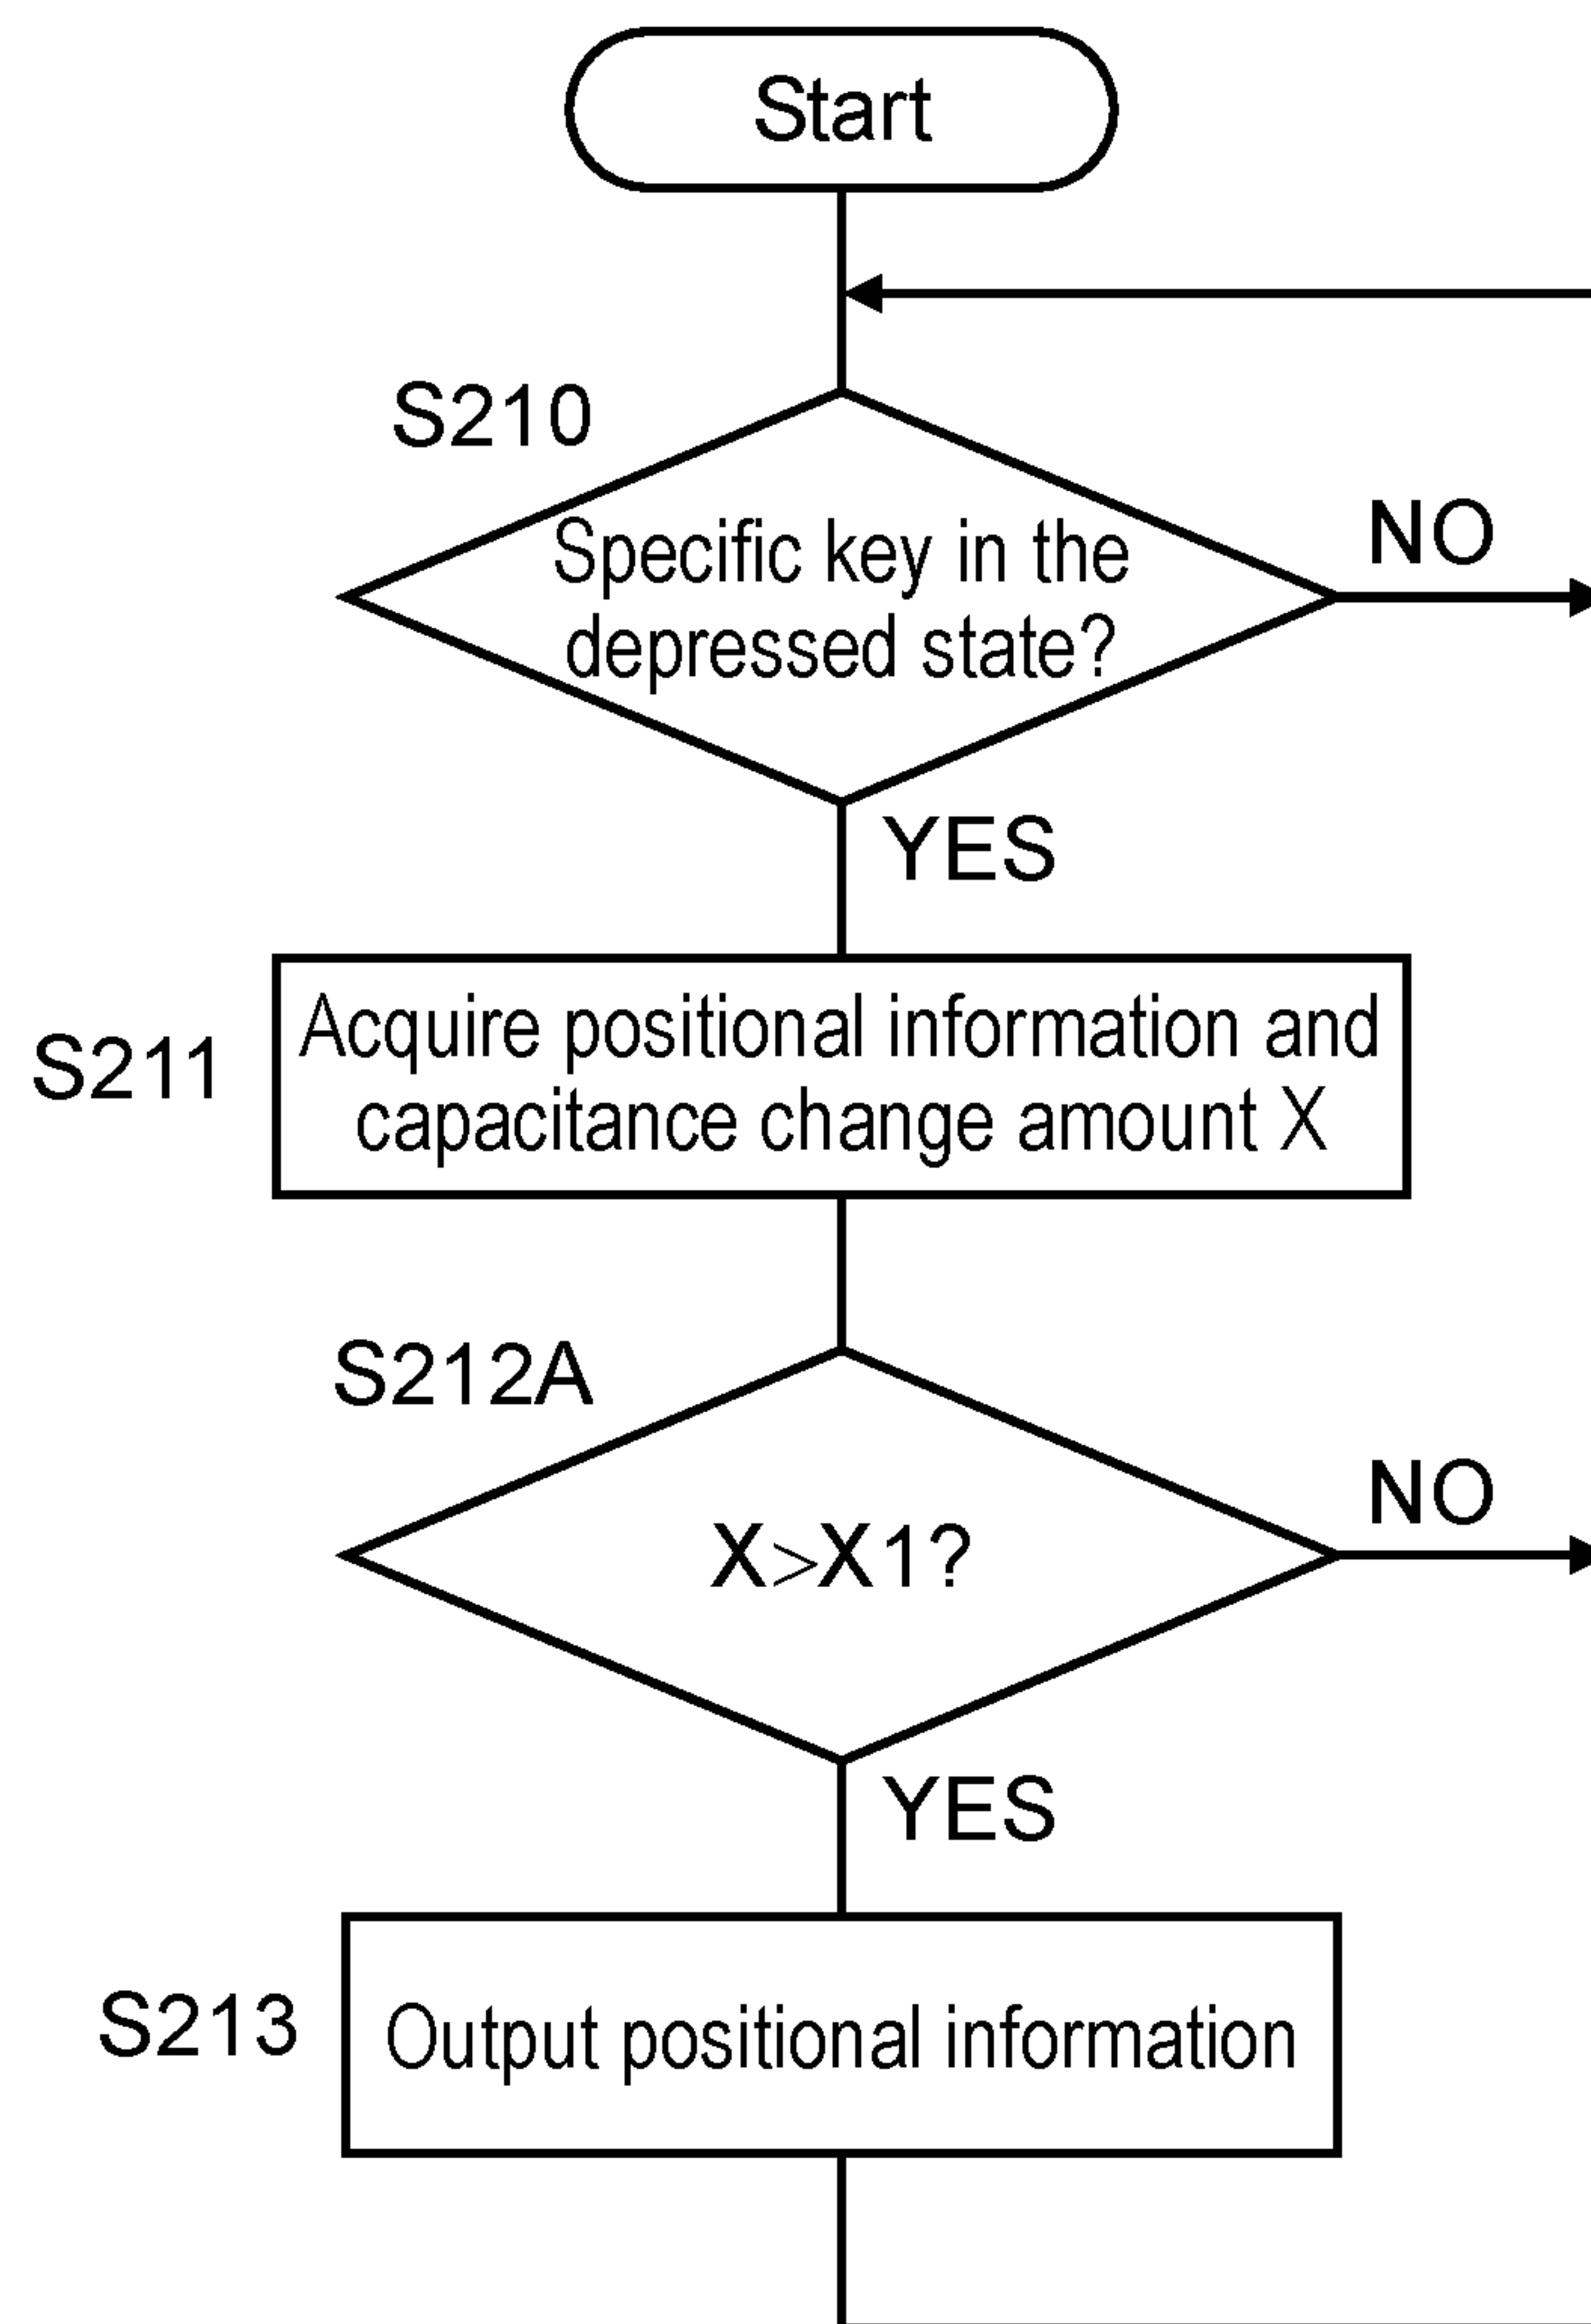 Start
S210
Specific key in the
depressed state?
NO
YES
S211
Acquire positional information and
capacitance change amount X
S212A
X>X1?
NO
YES
S213
Output positional information